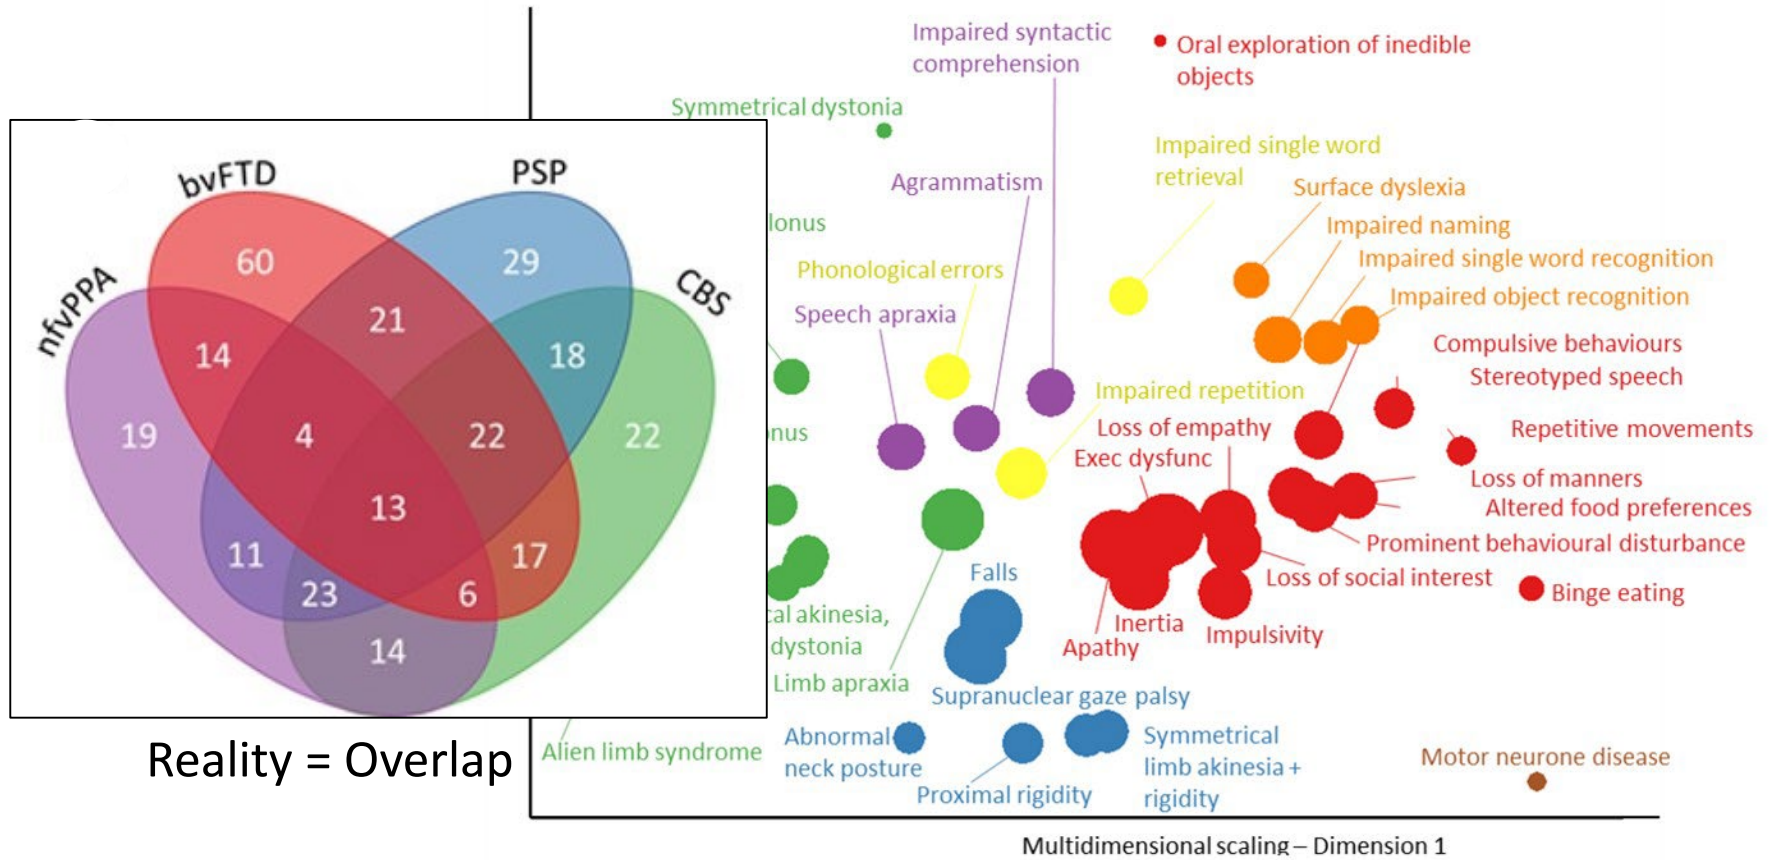 Impaired syntactic
comprehension
Oral exploration of inedible
objects
Symmetrical dystonia
Impaired single word
retrieval
Agrammatism
Surface dyslexia
lonus
Impaired naming
Phonological errors
Impaired single word recognition
Speech apraxia
Impaired object recognition
Compulsive behaviours
Stereotyped speech
Impaired repetition
onus
Loss of empathy
Repetitive movements
Exec dysfunc
Loss of manners
Altered food preferences
Prominent behavioural disturbance
Falls
Loss of social interest
Binge eating
cal akinesia,
dystonia
Inertia
Impulsivity
Apathy
Limb apraxia
Supranuclear gaze palsy
Alien limb syndrome
Abnormal
neck posture
Symmetrical
limb akinesia +
rigidity
Proximal rigidity
Motor neurone disease
Multidimensional scaling – Dimension 1
bvFTD
PSP
nfvPPA
CBS
60
29
21
14
18
19
4
22
22
13
11
17
23
6
14
Reality = Overlap